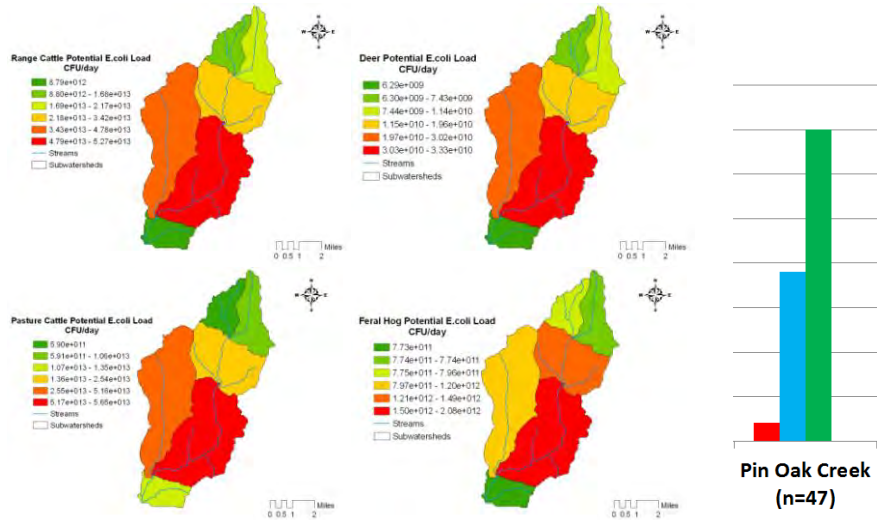 Range Cattle Potential E.coli Load
CFU/day
8.79e+012
8.80e+012 - 1.68e+013
1.69e+013 - 2.17e+013
2.18e+013 - 3.42e+013
3.43e+013 - 4.78e+013
4.79e+013 - 5.27e+013
Streams
Subwatersheds
N
W E
S
0 0.5 1 2 Miles
Deer Potential E.coli Load
CFU/day
6.29e+009
6.30e+009 - 7.43e+009
7.44e+009 - 1.14e+010
1.15e+010 - 1.96e+010
1.97e+010 - 3.02e+010
3.03e+010 - 3.33e+010
Streams
Subwatersheds
N
W E
S
0 0.5 1 2 Miles
Pasture Cattle Potential E.coli Load
CFU/day
5.90e+011
5.91e+011 - 1.06e+013
1.07e+013 - 1.35e+013
1.36e+013 - 2.54e+013
2.55e+013 - 5.16e+013
5.17e+013 - 5.65e+013
Streams
Subwatersheds
N
W E
S
0 0.5 1 2 Miles
Feral Hog Potential E.coli Load
CFU/day
7.73e+011
7.74e+011 - 7.74e+011
7.75e+011 - 7.96e+011
7.97e+011 - 1.20e+012
1.21e+012 - 1.49e+012
1.50e+012 - 2.08e+012
Streams
Subwatersheds
N
W E
S
0 0.5 1 2 Miles
Pin Oak Creek
(n=47)